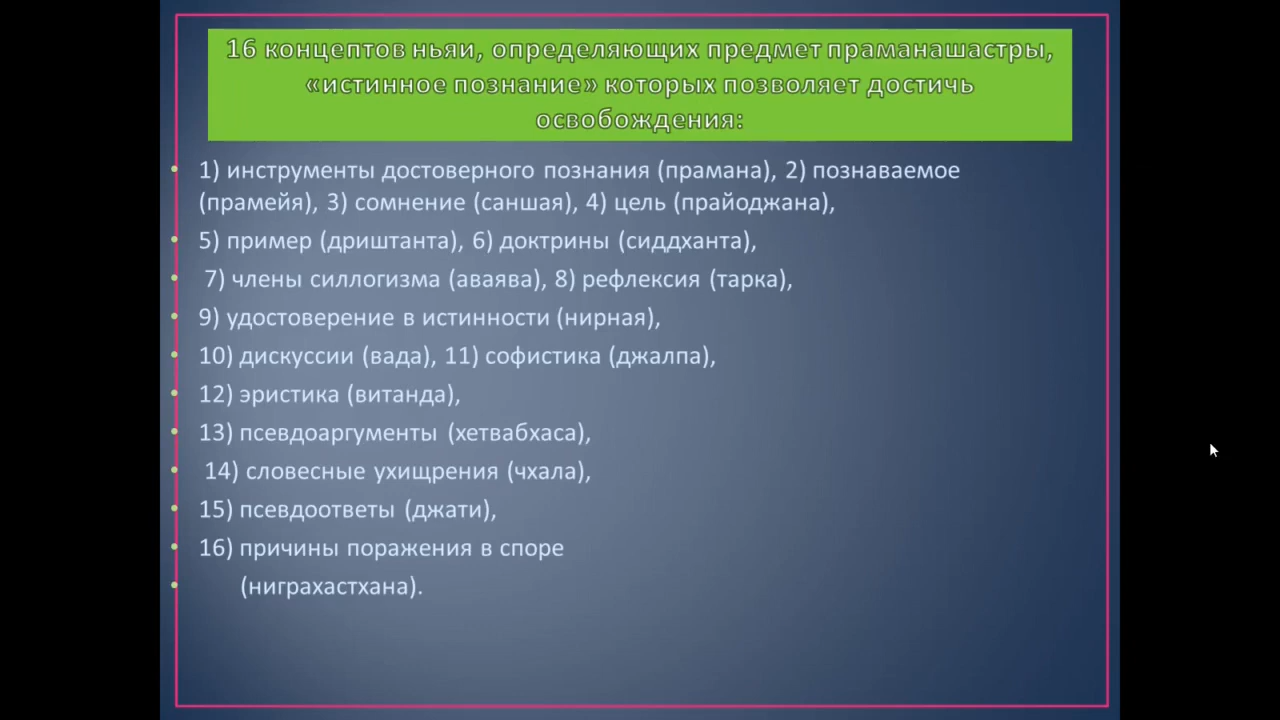 16 концептов ньяи, определяющих предмет праманашастры,
«истинное познание» которых позволяет достичь
освобождения:
• 1) инструменты достоверного познания (прамана), 2) познаваемое
(прамейя), 3) сомнение (саншая), 4) цель (прайоджана),
• 5) пример (дриштанта), 6) доктрины (сиддханта),
• 7) члены силлогизма (аваява), 8) рефлексия (тарка),
• 9) удостоверение в истинности (нирная),
• 10) дискуссии (вада), 11) софистика (джалпа),
• 12) эристика (витанда),
• 13) псевдоаргументы (хетвабхаса),
• 14) словесные ухищрения (чхала),
• 15) псевдоответы (джати),
• 16) причины поражения в споре
• (ниграхастхана).